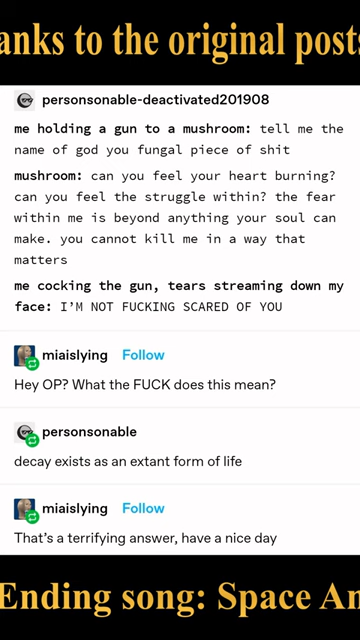 anks to the original posts
personsonable-deactivated201908
me holding a gun to a mushroom: tell me the
name of god you fungal piece of shit
mushroom: can you feel your heart burning?
can you feel the struggle within? the fear
within me is beyond anything your soul can
make. you cannot kill me in a way that
matters
me cocking the gun, tears streaming down my
face: I’M NOT FUCKING SCARED OF YOU
miaislying Follow
Hey OP? What the FUCK does this mean?
personsonable
decay exists as an extant form of life
miaislying Follow
That’s a terrifying answer, have a nice day
Ending song: Space An